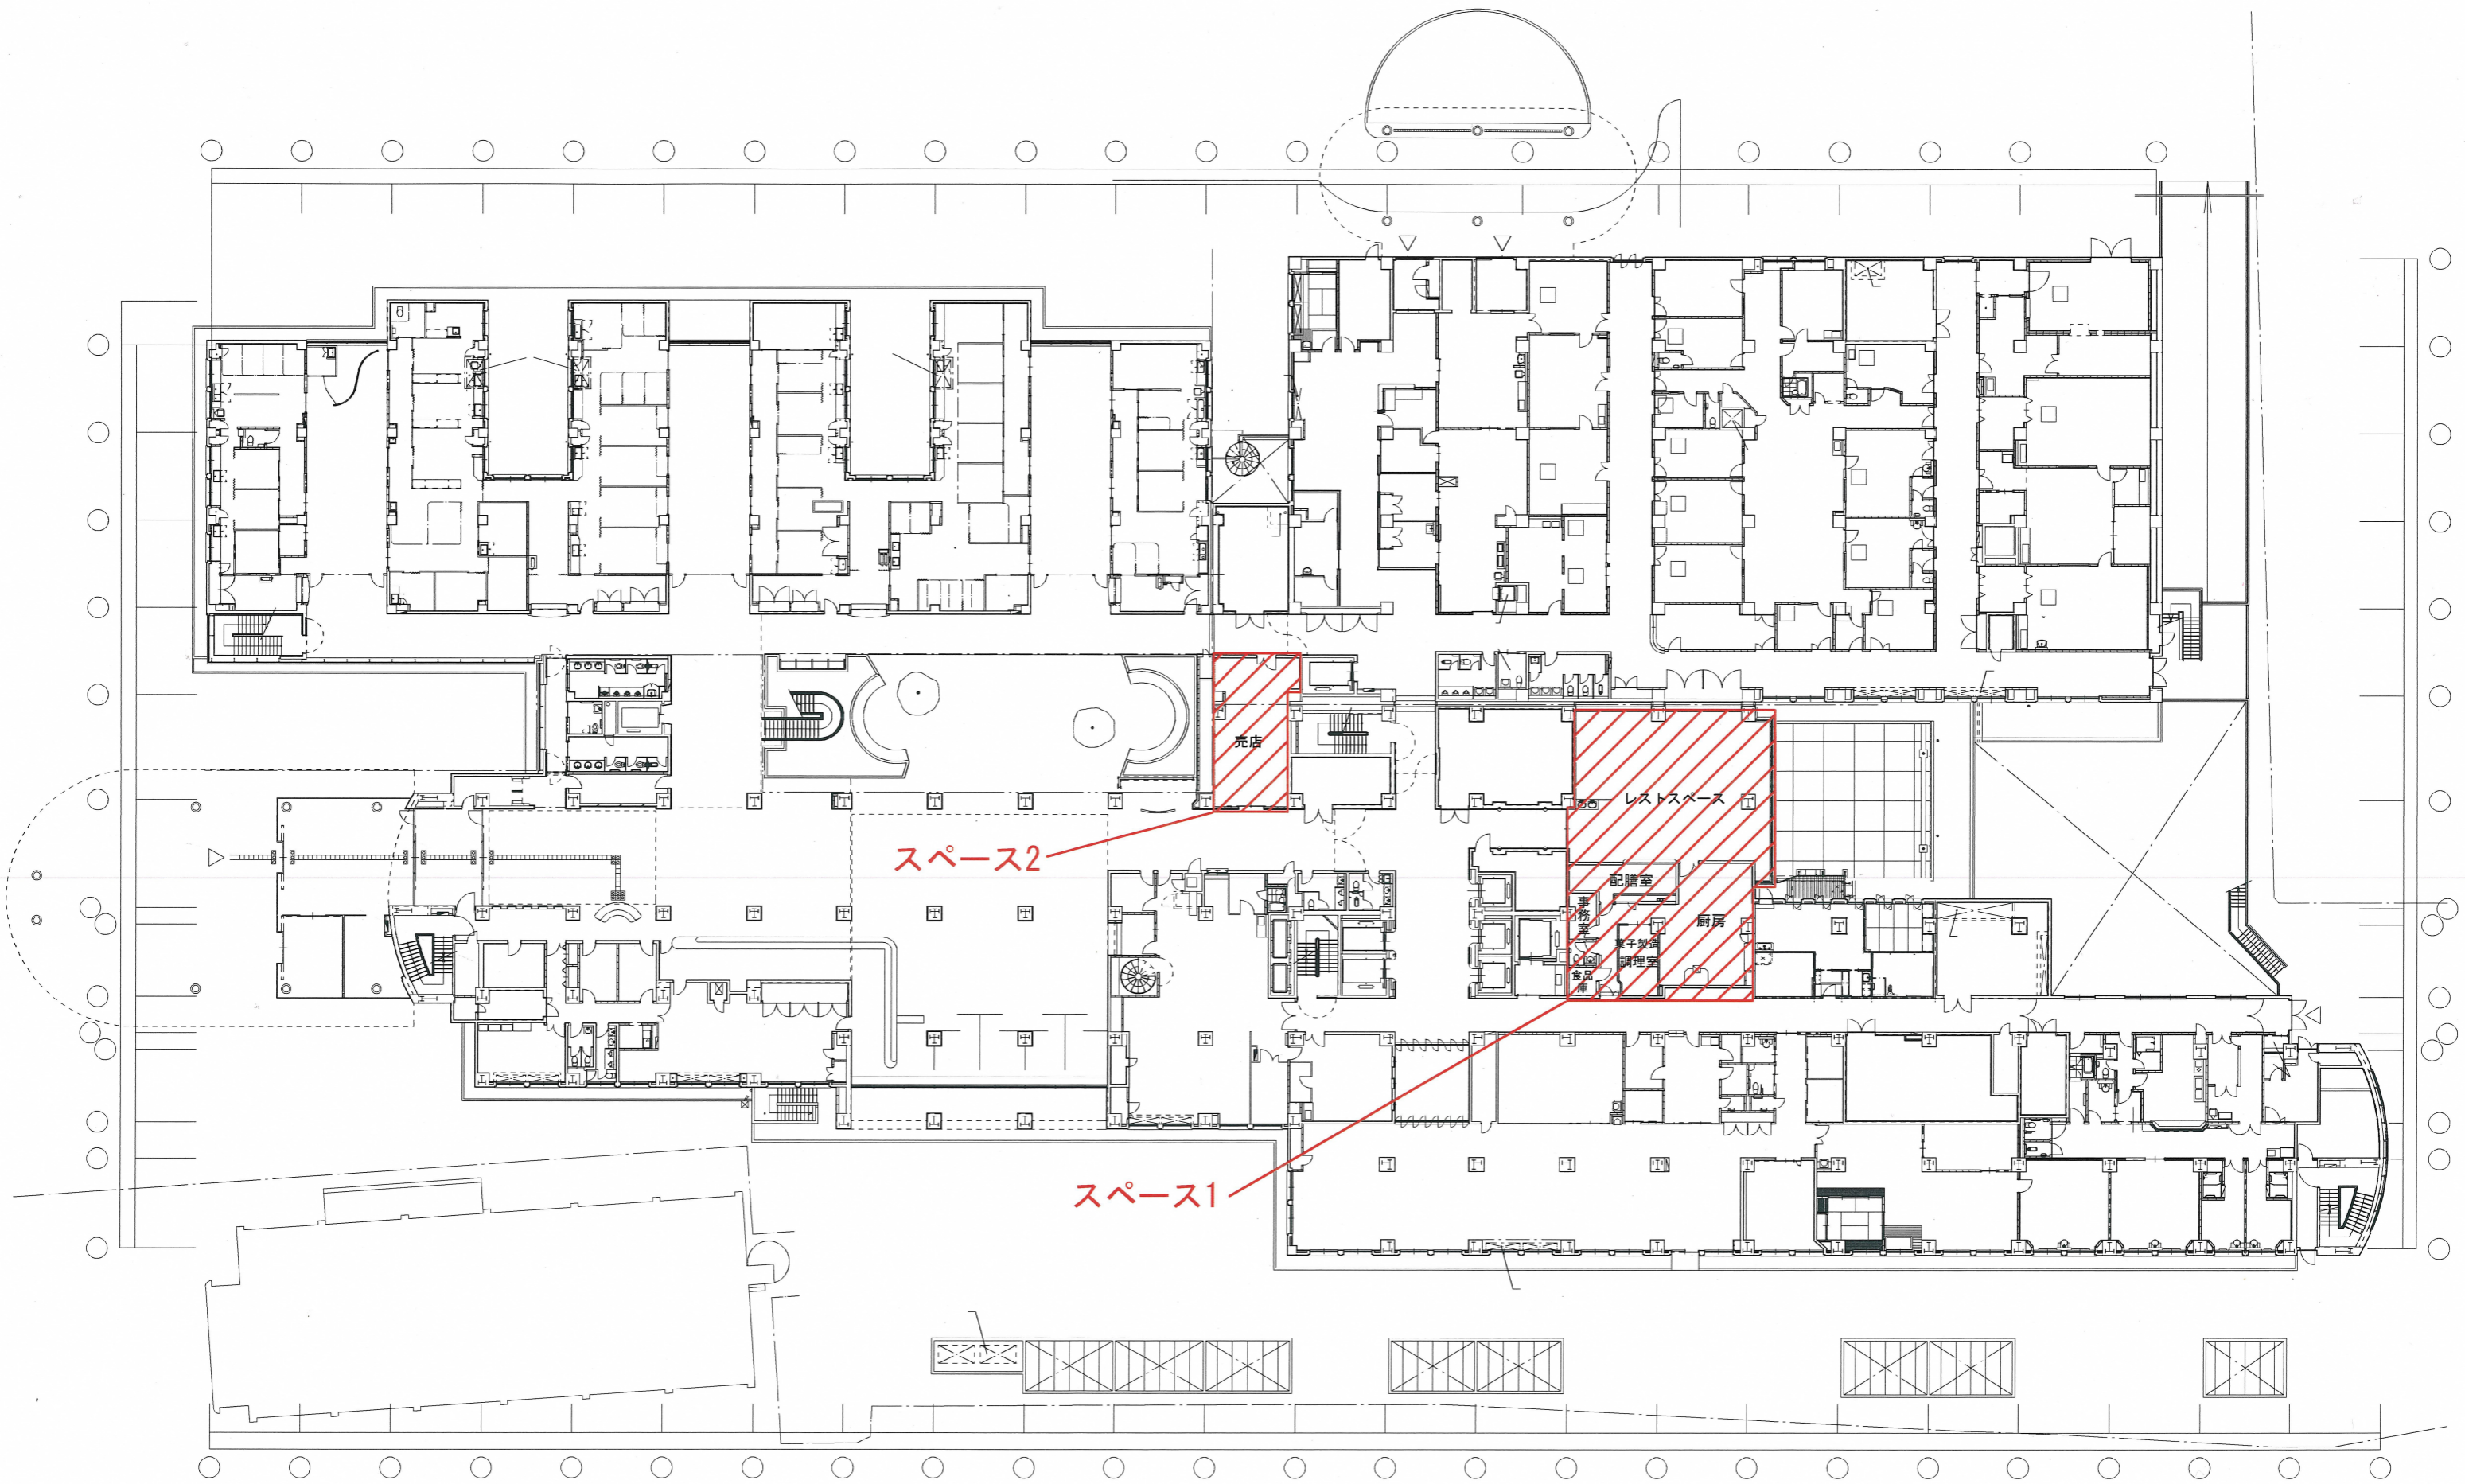 売店
レストスペース
スペース2
配膳室
事務室
厨房
菓子製造
調理室
食品庫
スペース1